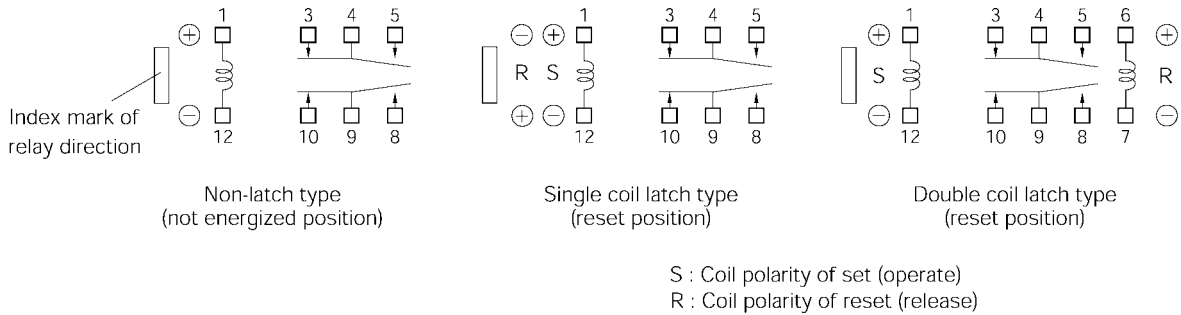 1 3 4 5 1 3 4 5 1 3 4 5 6
+ - + + +
R S S R
- + - - -
12 10 9 8 12 10 9 8 12 10 9 8 7
Index mark of
relay direction
Non-latch type
(not energized position)
Single coil latch type
(reset position)
Double coil latch type
(reset position)
S : Coil polarity of set (operate)
R : Coil polarity of reset (release)